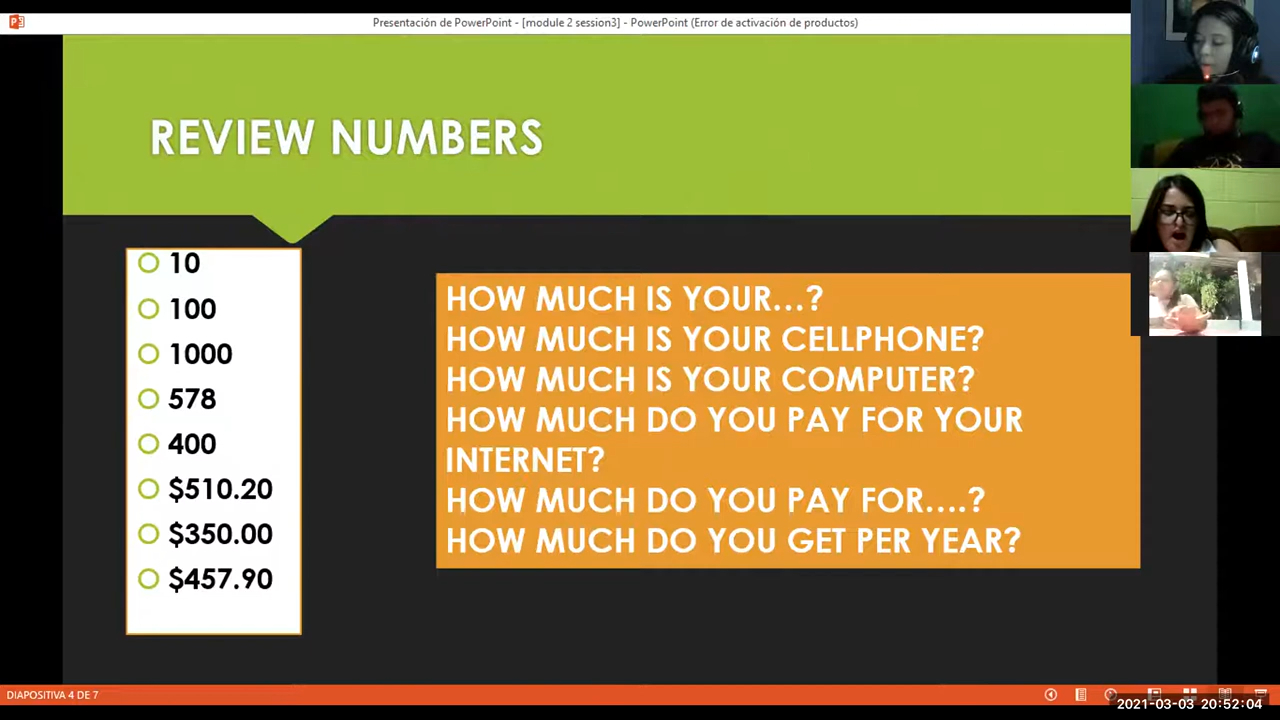 Presentación de PowerPoint - [module 2 session3] - PowerPoint (Error de activación de productos)
REVIEW NUMBERS
10
100
1000
578
400
$510.20
$350.00
$457.90
HOW MUCH IS YOUR...?
HOW MUCH IS YOUR CELLPHONE?
HOW MUCH IS YOUR COMPUTER?
HOW MUCH DO YOU PAY FOR YOUR
INTERNET?
HOW MUCH DO YOU PAY FOR....?
HOW MUCH DO YOU GET PER YEAR?
DIAPOSITIVA 4 DE 7
2021-03-03 20:52:04